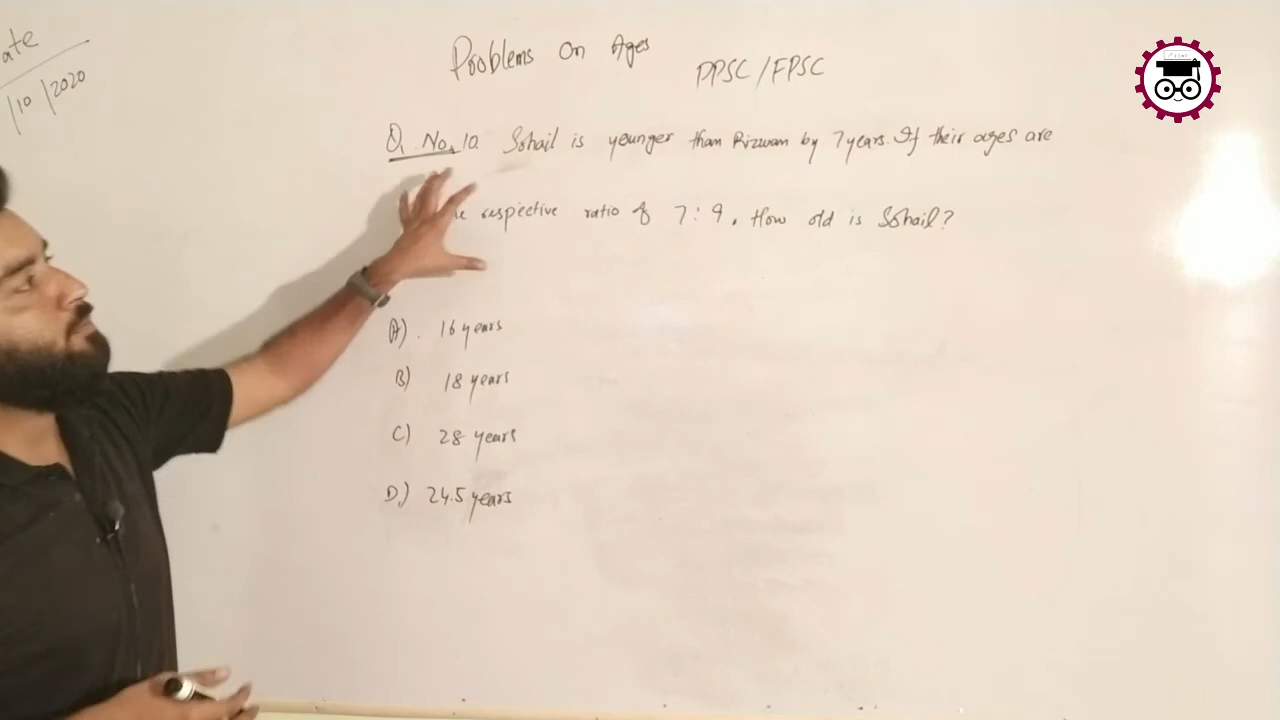 ate
/10/2020
Problems on Ages
PPSC/FPSC
Q. No. 10 Sohail is younger than Rizwan by 7 years. If their ages are
respective ratio of 7:9. How old is Sohail?
A). 16 years
B) 18 years
C) 28 years
D.) 24.5 years